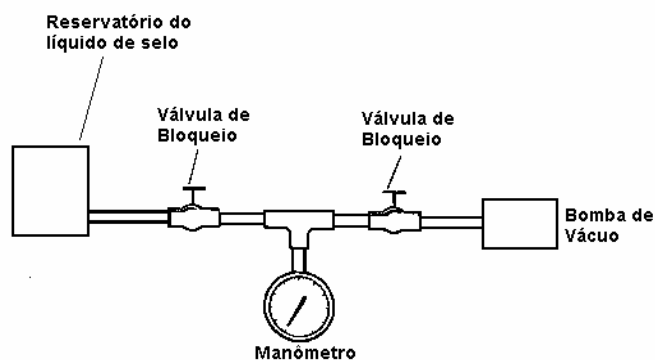 Reservatório do
líquido de selo
Válvula de
Bloqueio
Válvula de
Bloqueio
Bomba de
Vácuo
Manômetro